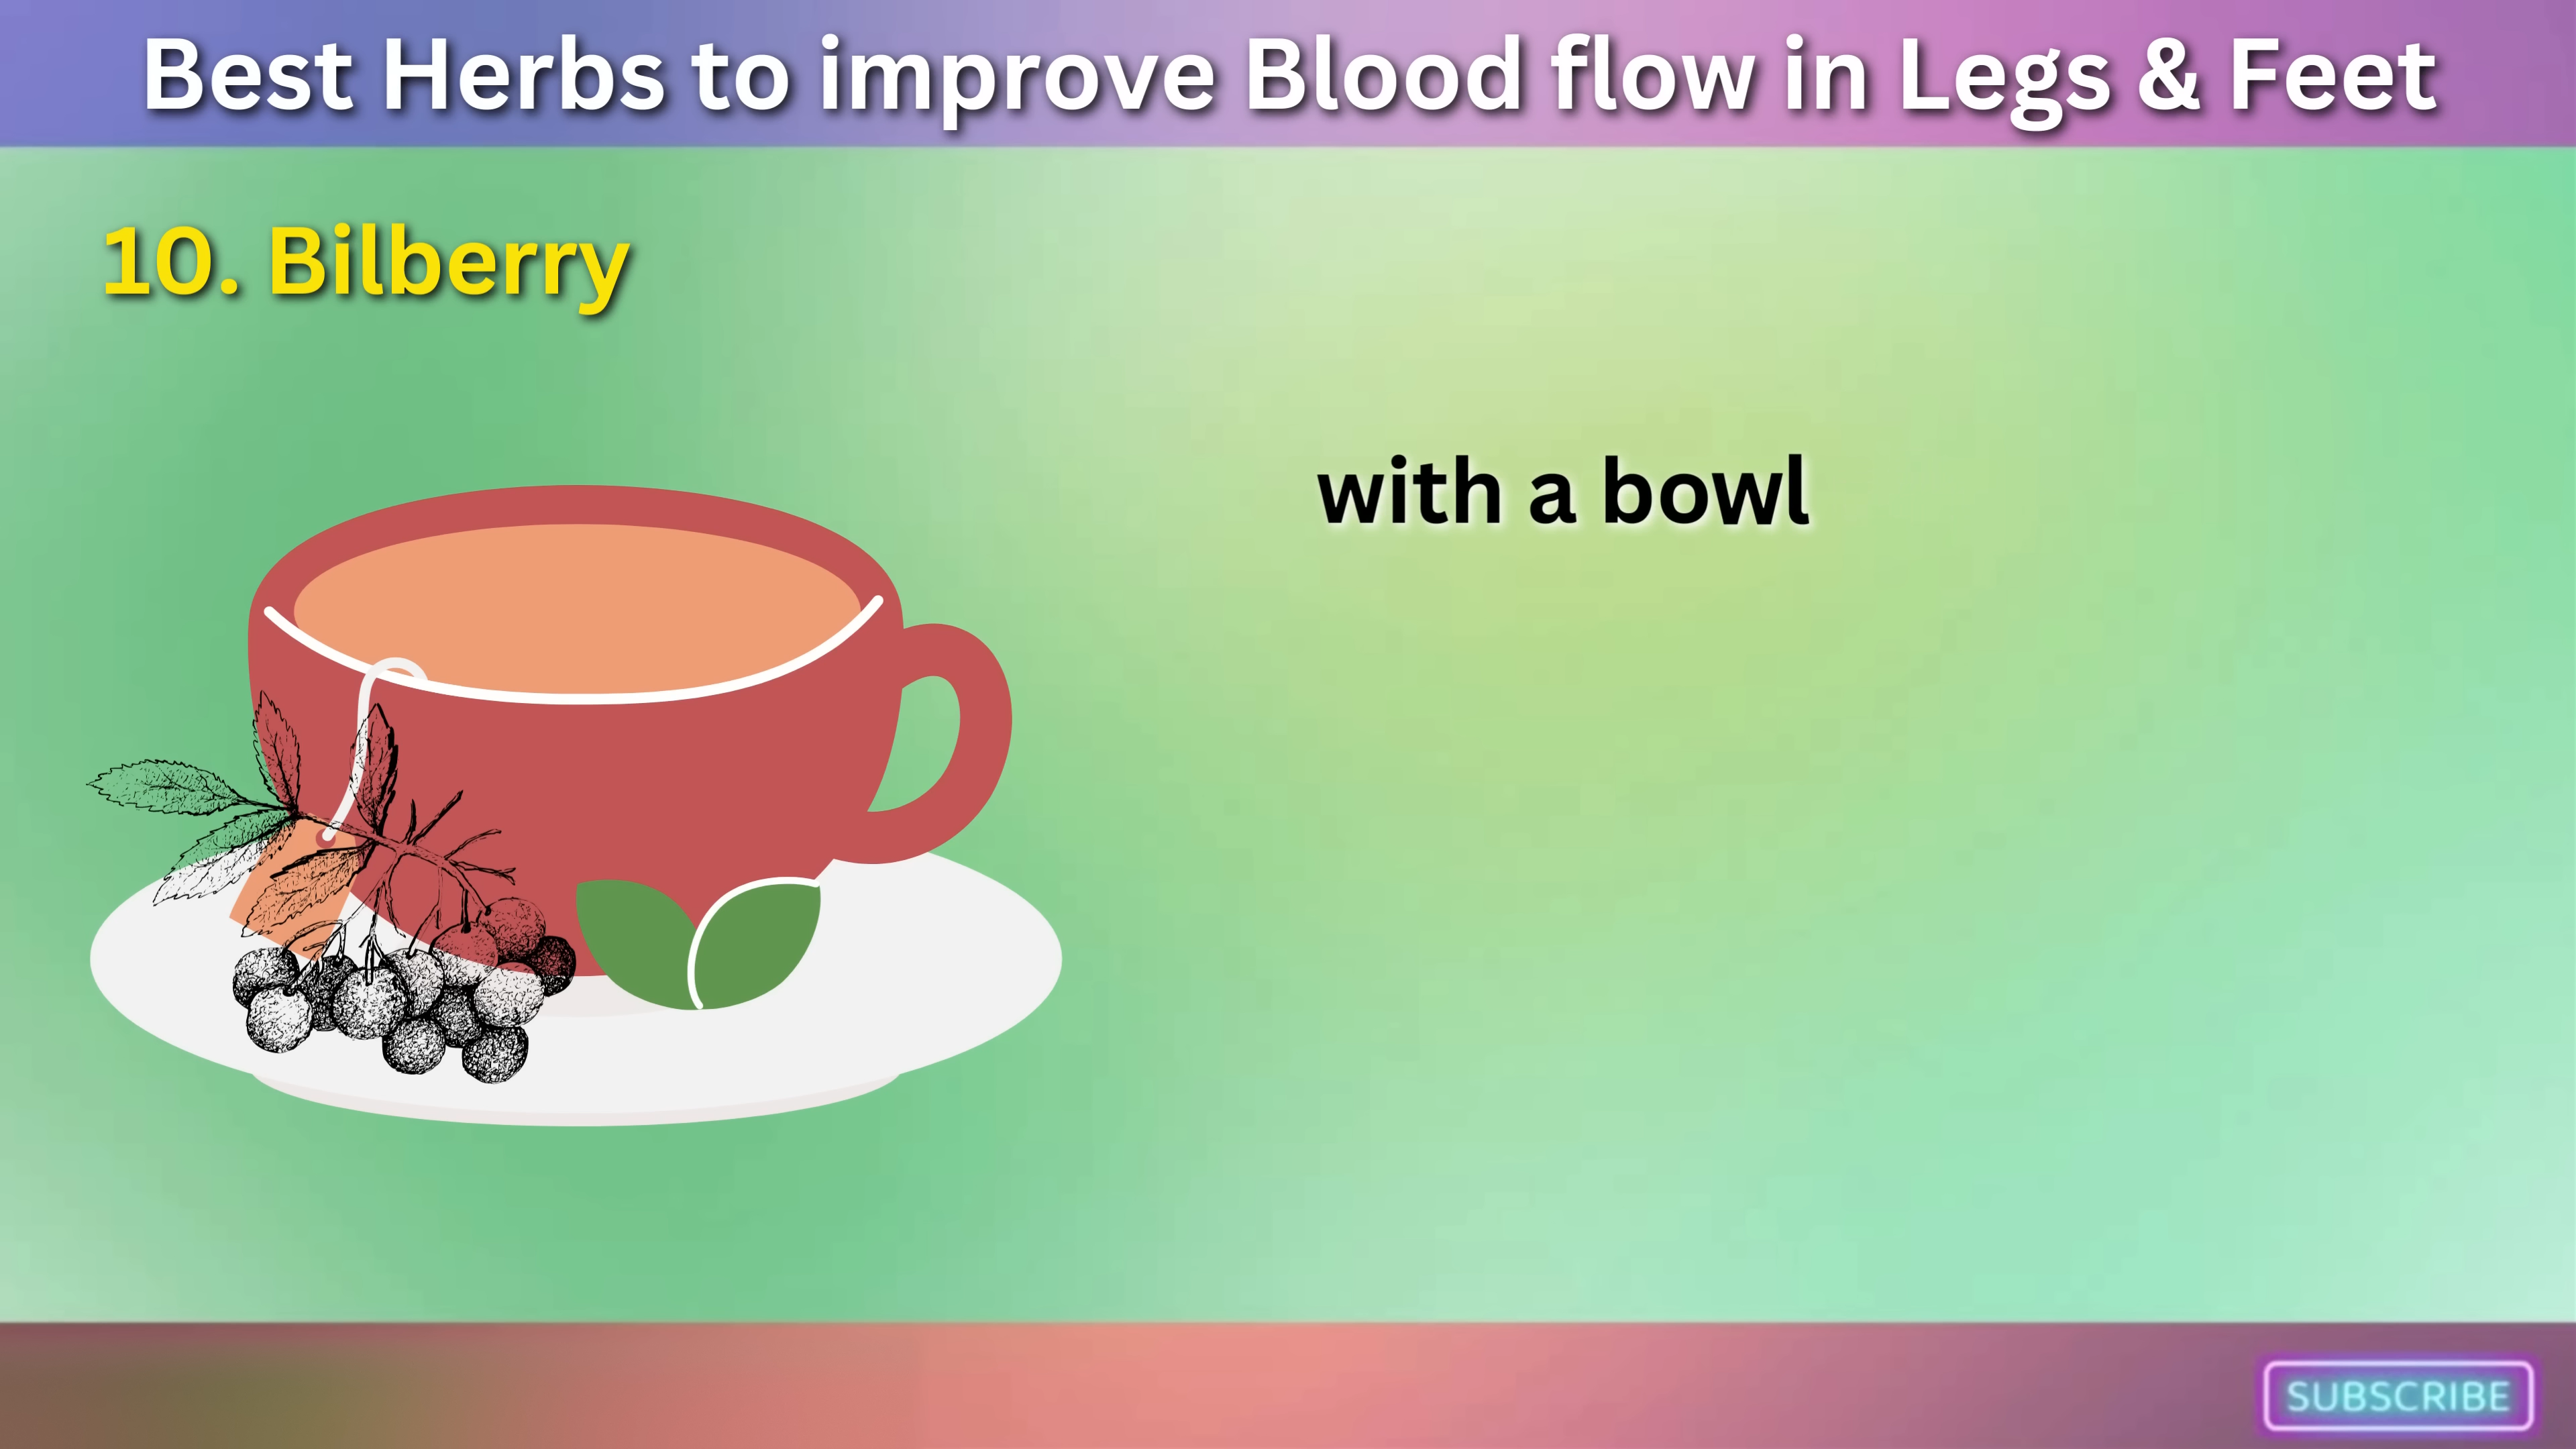 Best Herbs to improve Blood flow in Legs & Feet
10. Bilberry
with a bowl
SUBSCRIBE